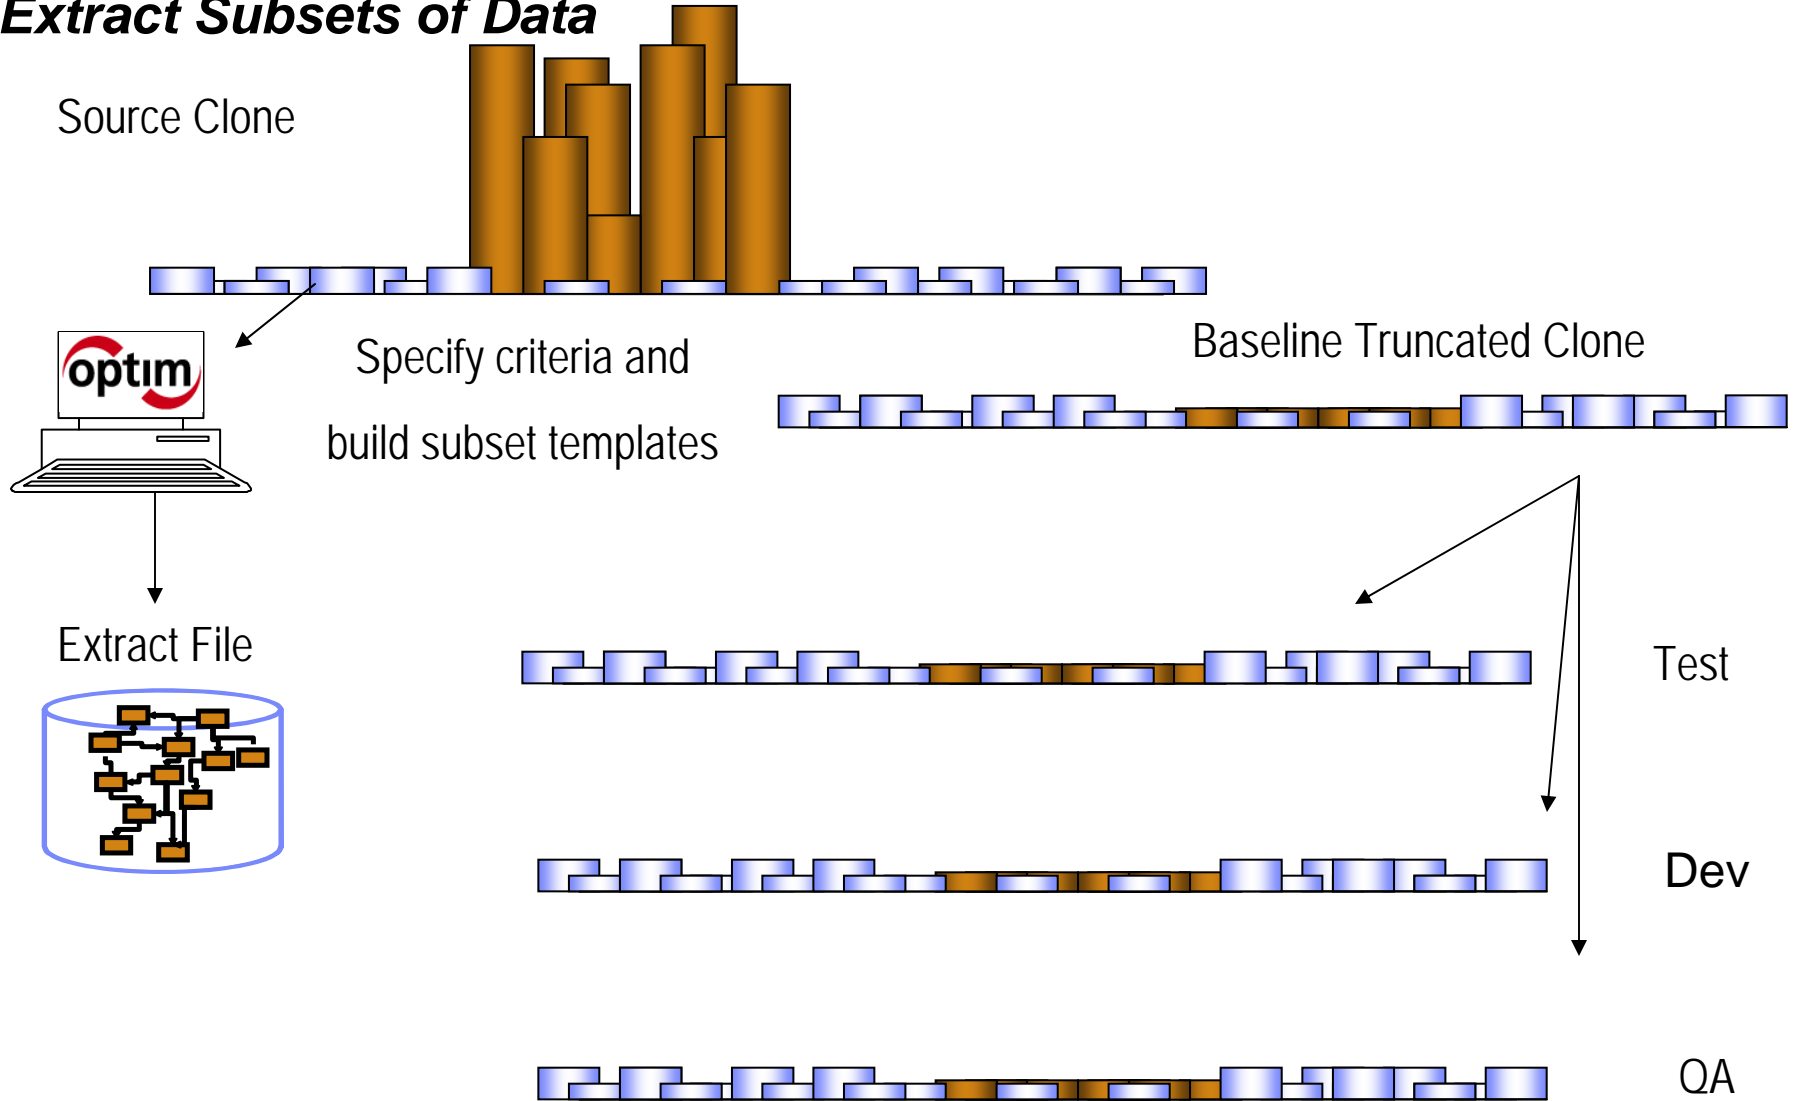 Extract Subsets of Data
Source Clone
Baseline Truncated Clone
optim
Specify criteria and
build subset templates
Extract File
Test
Dev
QA